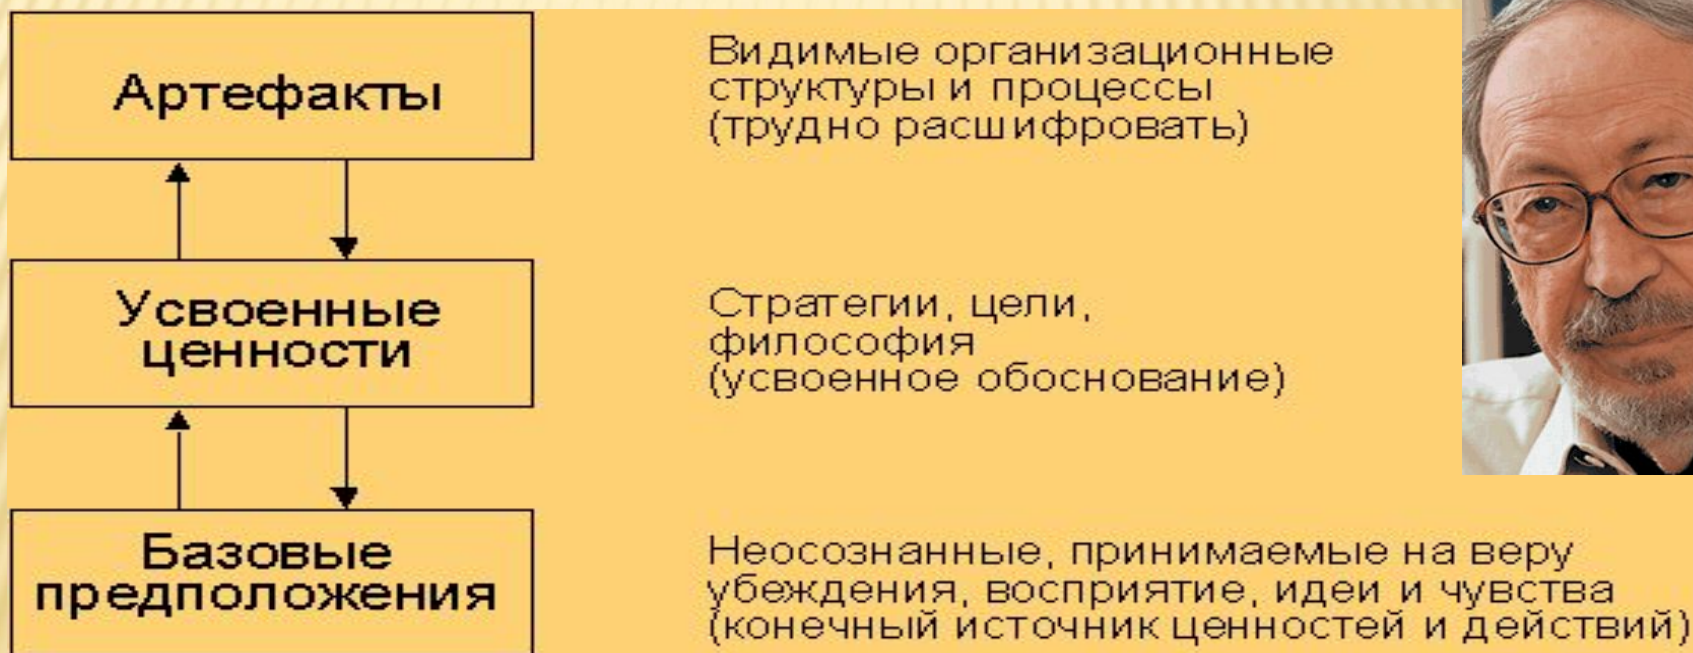 Артефакты
Видимые организационные
структуры и процессы
(трудно расшифровать)
Усвоенные
ценности
Стратегии, цели,
философия
(усвоенное обоснование)
Базовые
предположения
Неосознанные, принимаемые на веру
убеждения, восприятие, идеи и чувства
(конечный источник ценностей и действий)